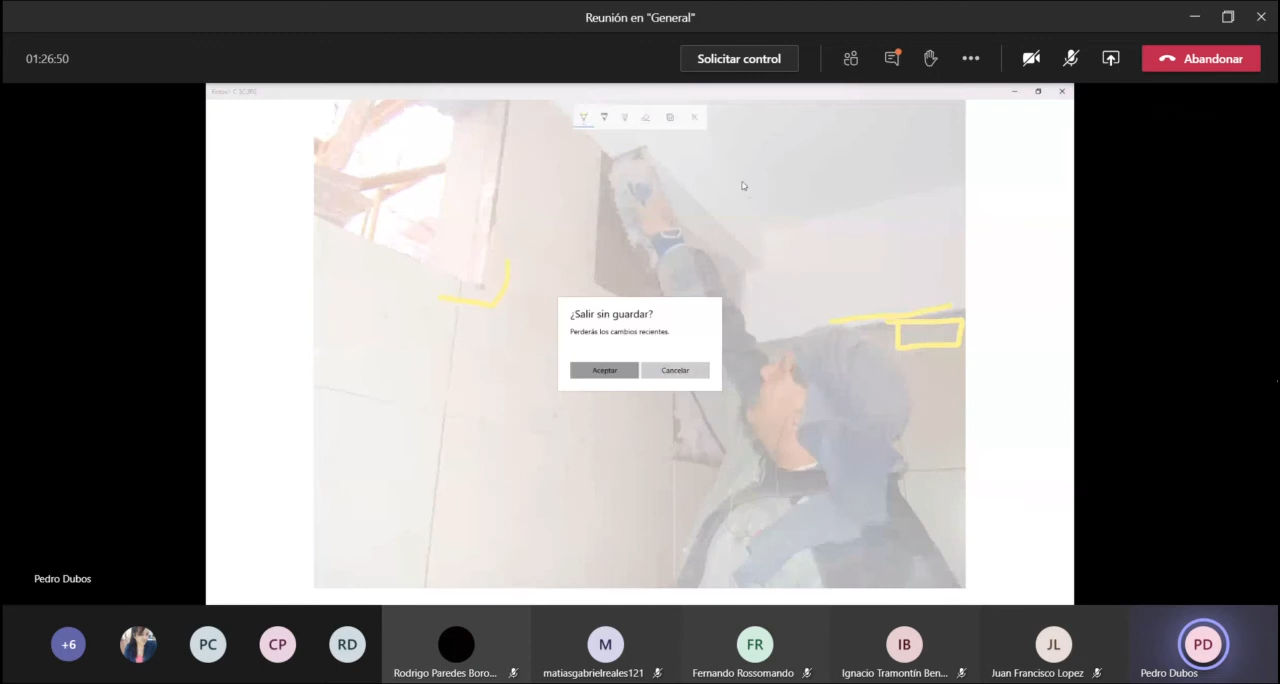 Reunión en "General"
01:26:50
Solicitar control
Abandonar
¿Salir sin guardar?
Perderás los cambios recientes.
Aceptar
Cancelar
Pedro Dubos
+6
PC
CP
RD
M
FR
IB
JL
PD
Rodrigo Paredes Boro...
matiasgabrielreales121
Fernando Rossomando
Ignacio Tramontín Ben...
Juan Francisco Lopez
Pedro Dubos